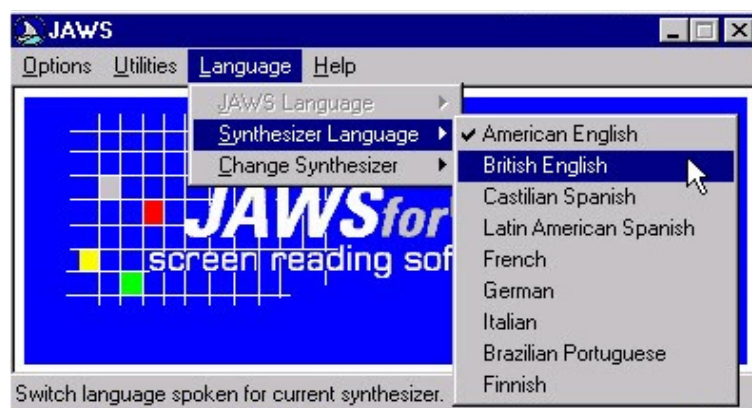 JAWS
Options Utilities Language Help
JAWS Language
Synthesizer Language
Change Synthesizer
American English
British English
Castilian Spanish
Latin American Spanish
French
German
Italian
Brazilian Portuguese
Finnish
JAWS for
screen reading
Switch language spoken for current synthesizer.